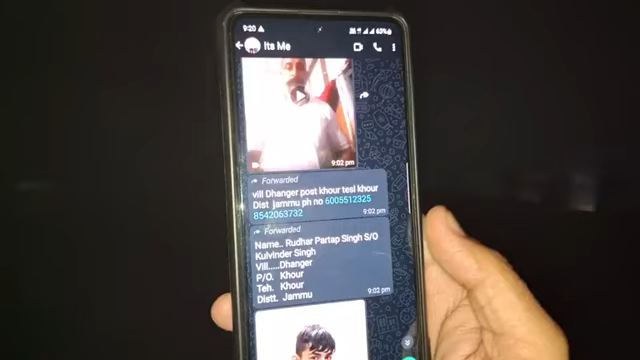 9:20
63%
Its Me
9:02 pm
Forwarded
vill Dhanger post khour tesl khour
Dist jammu ph no 6005512325
8542063732
9:02 pm
Forwarded
Name.. Rudhar Partap Singh S/O
Kulvinder Singh
Vill.....Dhanger
P/O. Khour
Teh. Khour
Distt. Jammu
9:02 pm